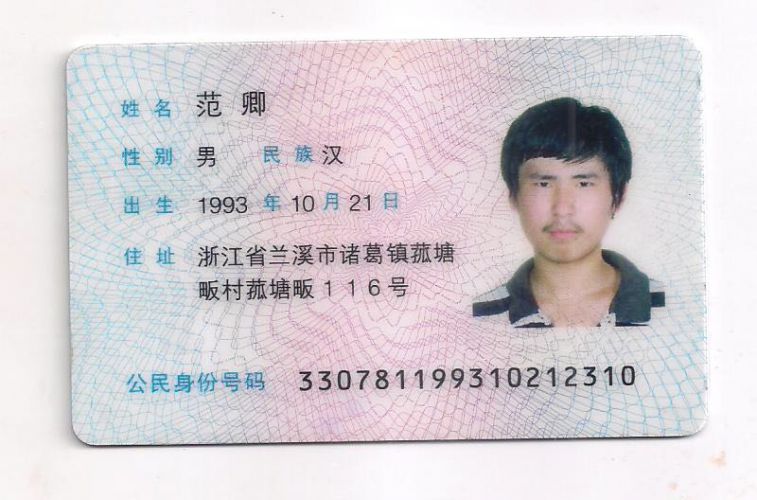 姓名 范卿
性别 男 民族 汉
出生 1993 年 10 月 21 日
住址 浙江省兰溪市诸葛镇菰塘
畈村菰塘畈116号
公民身份号码 330781199310212310